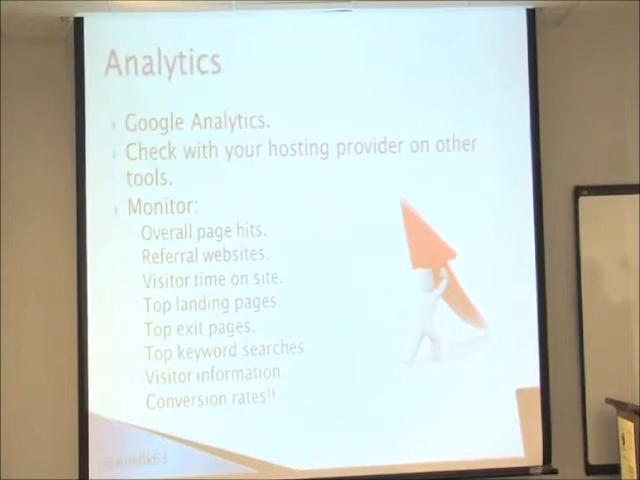 Analytics
Google Analytics.
Check with your hosting provider on other
tools.
Monitor:
Overall page hits.
Referral websites.
Visitor time on site.
Top landing pages.
Top exit pages.
Top keyword searches
Visitor information.
Conversion rates!!